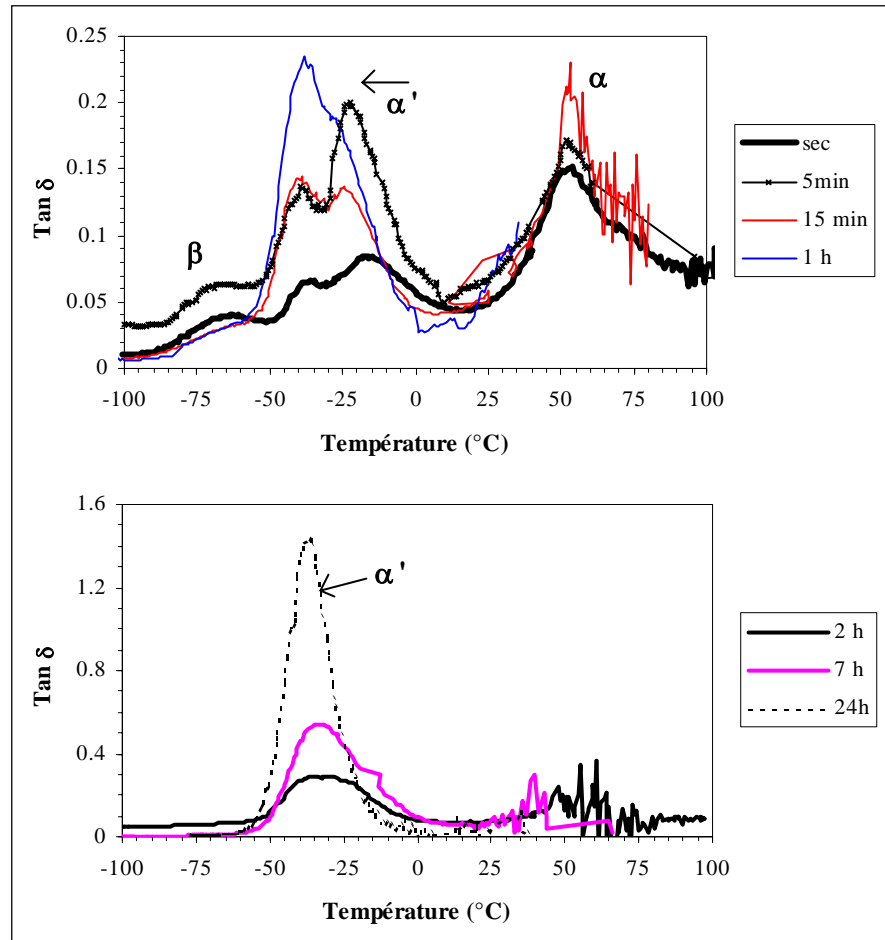 0.25
0.2
0.15
0.1
0.05
0
Tan δ
-100 -75 -50 -25 0 25 50 75 100
Température (°C)
β
α'
α
sec
5min
15 min
1 h
1.6
1.2
0.8
0.4
0
Tan δ
-100 -75 -50 -25 0 25 50 75 100
Température (°C)
α'
2 h
7 h
24h